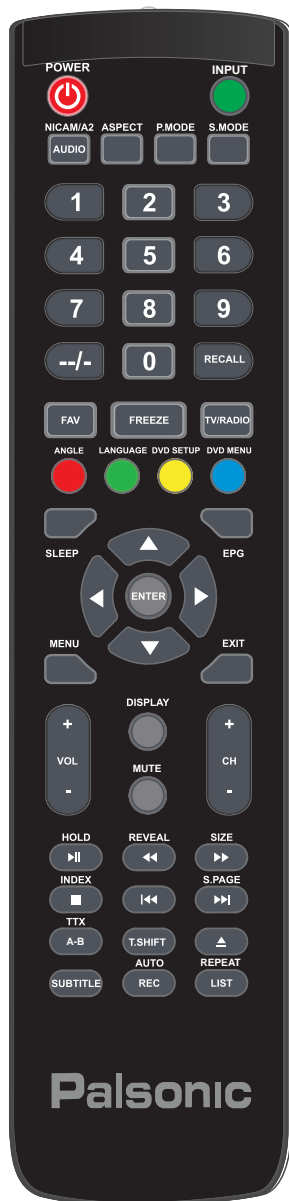 POWER INPUT
NICAM/A2 ASPECT P.MODE S.MODE
AUDIO
1 2 3
4 5 6
7 8 9
--/- 0 RECALL
FAV FREEZE TV/RADIO
ANGLE LANGUAGE DVD SETUP DVD MENU
SLEEP EPG
ENTER
MENU EXIT
DISPLAY
+ +
VOL CH
MUTE
- -
HOLD REVEAL SIZE
INDEX S.PAGE
TTX
A-B T.SHIFT
AUTO REPEAT
SUBTITLE REC LIST
Palsonic